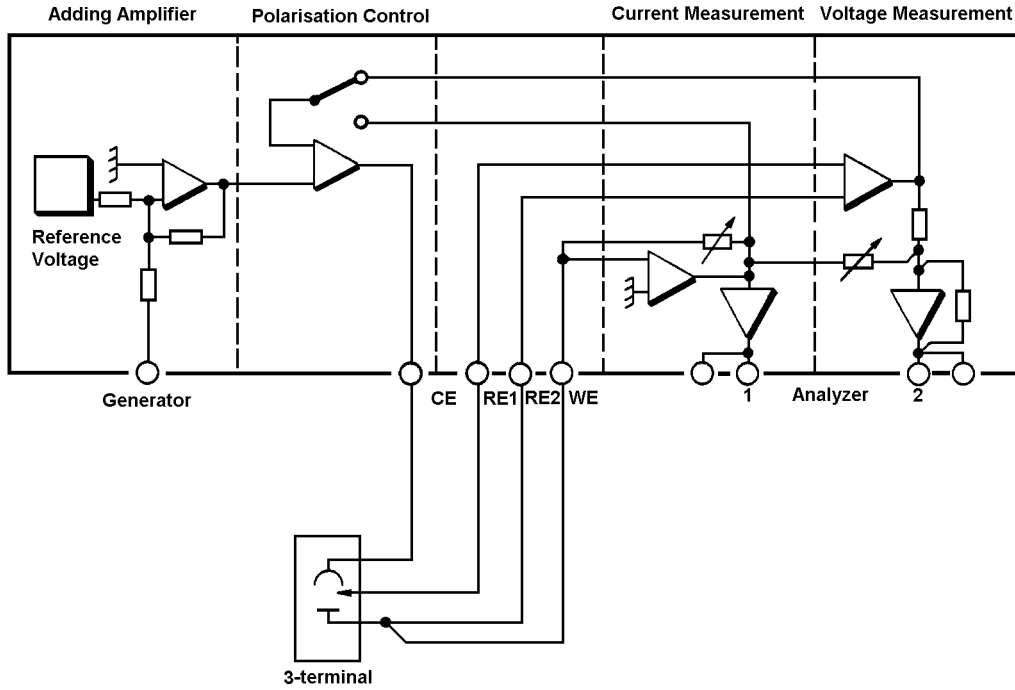 Adding Amplifier
Polarisation Control
Current Measurement
Voltage Measurement
Reference
Voltage
Generator
CE
RE1
RE2
WE
1
Analyzer
2
3-terminal